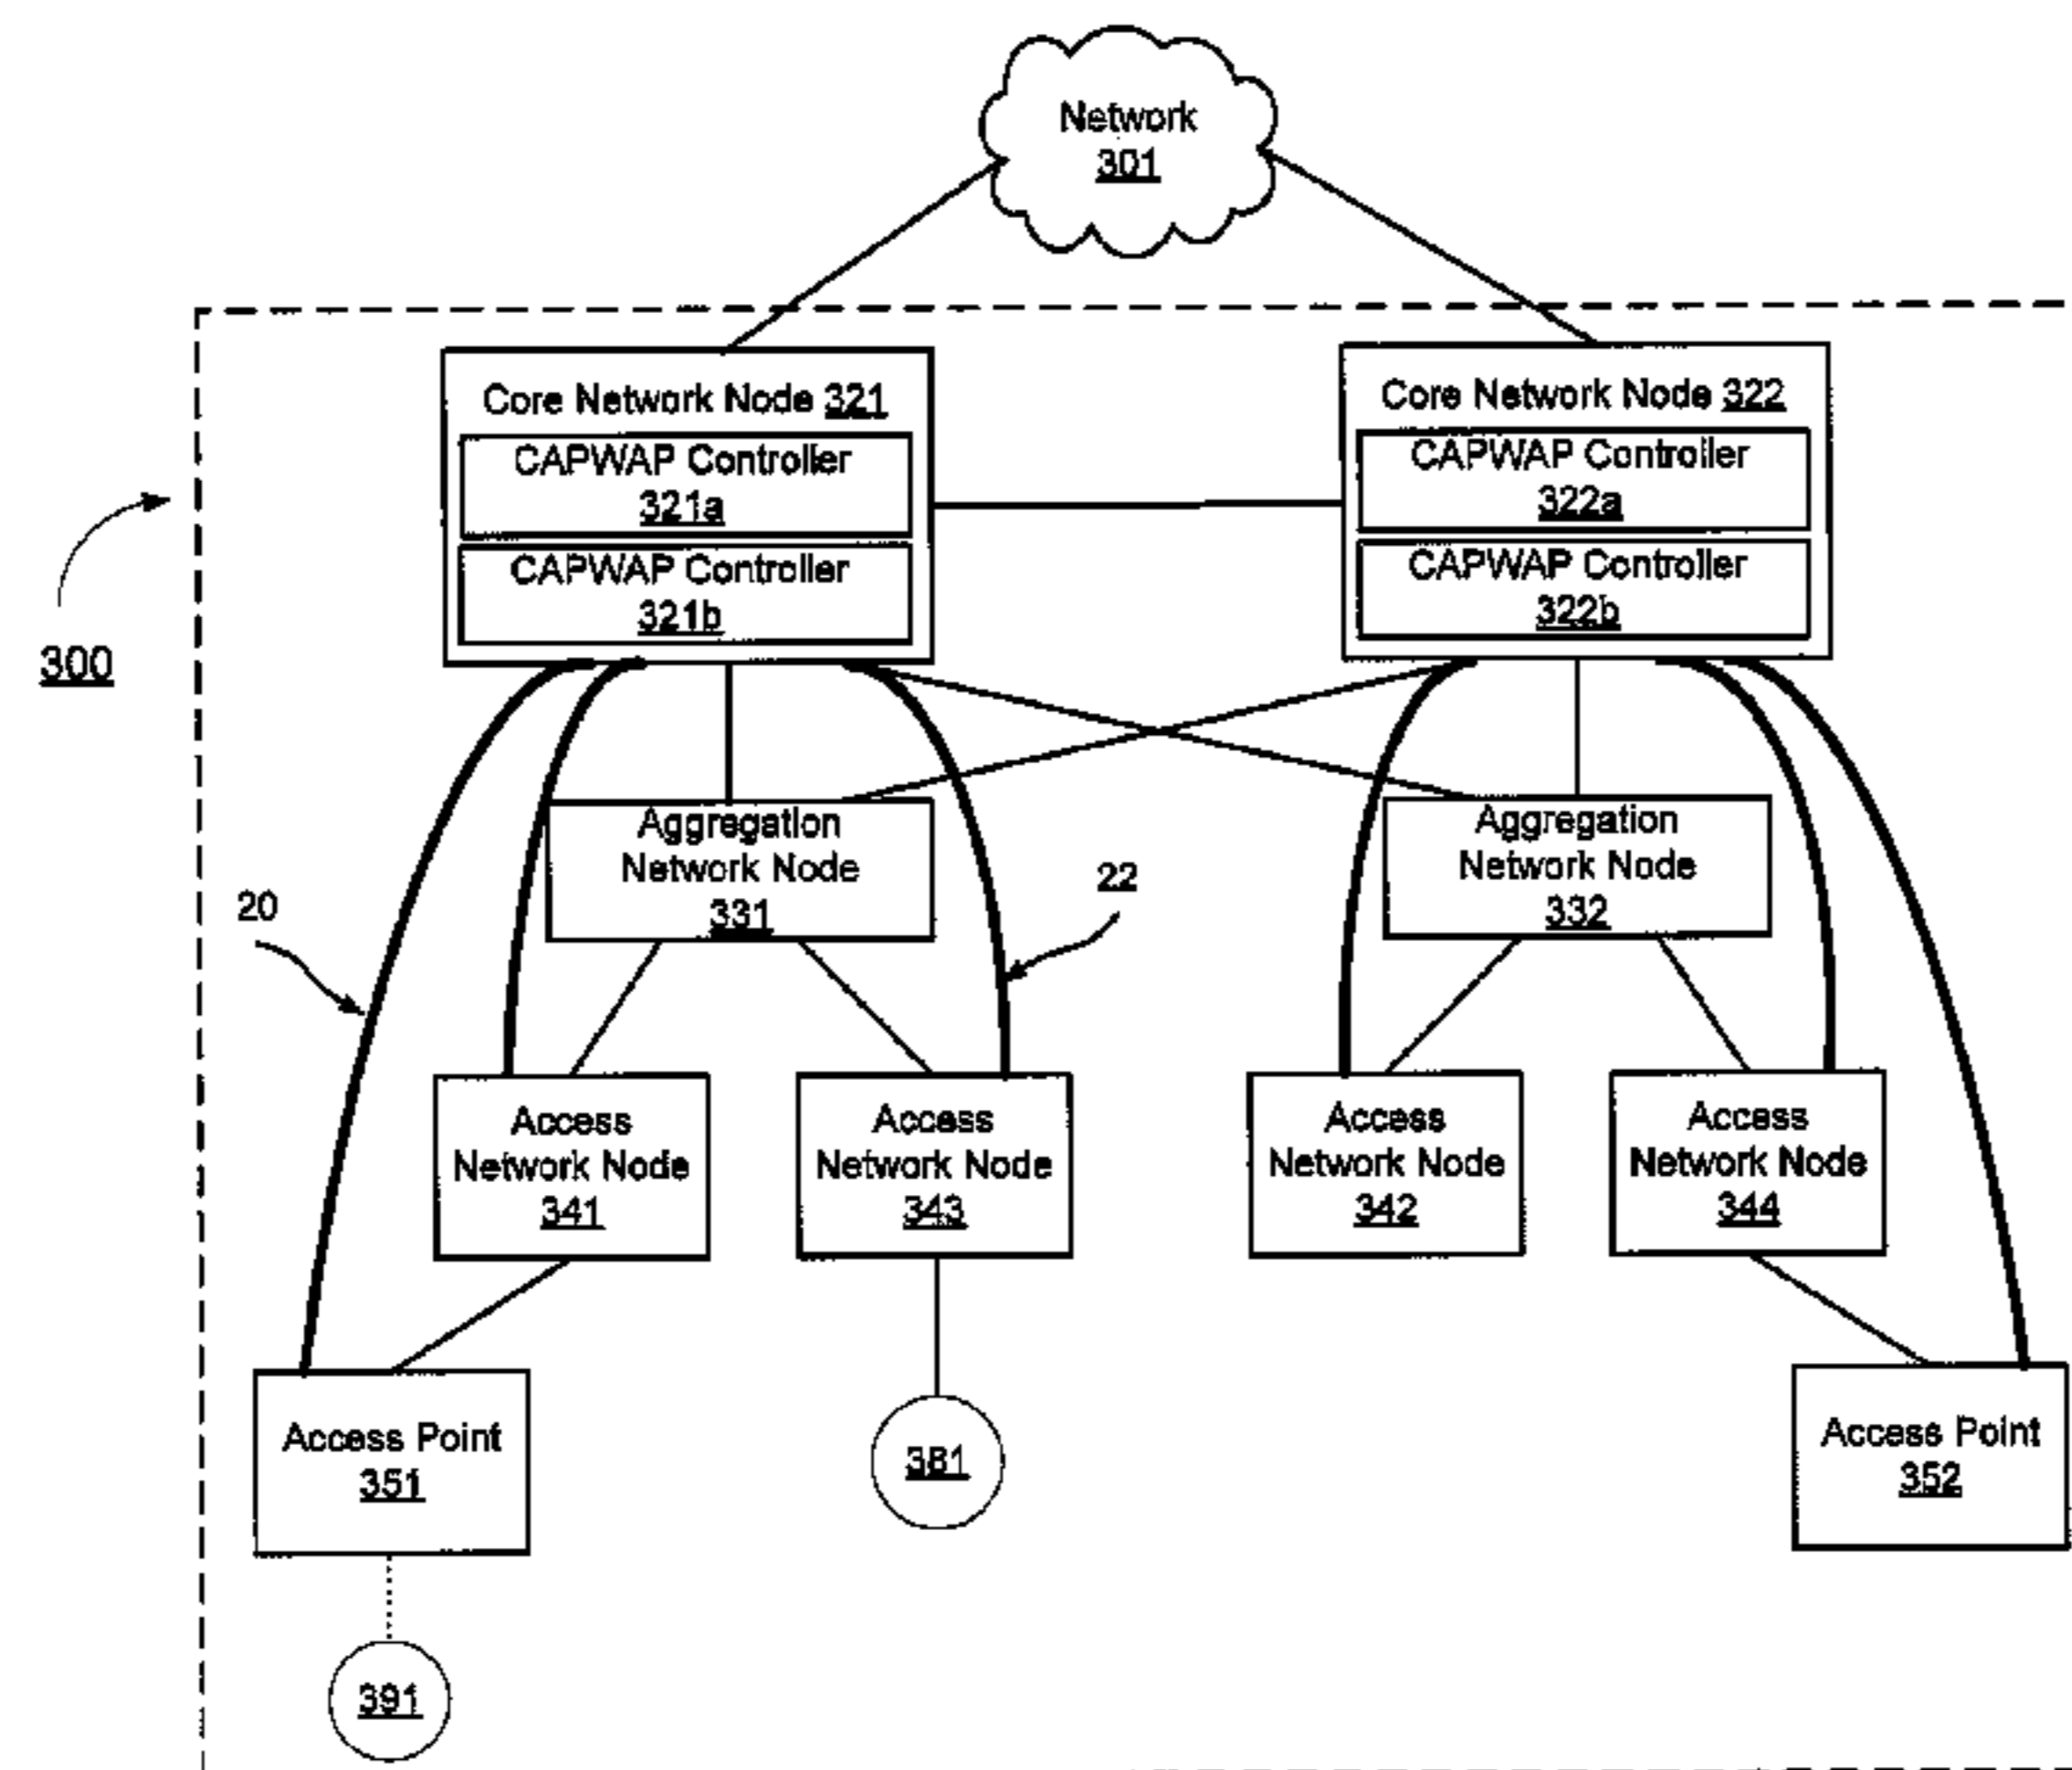 Network
301
Core Network Node 321
CAPWAP Controller
321a
CAPWAP Controller
321b
Core Network Node 322
CAPWAP Controller
322a
CAPWAP Controller
322b
300
Aggregation
Network Node
331
Aggregation
Network Node
332
20
22
Access
Network Node
341
Access
Network Node
343
Access
Network Node
342
Access
Network Node
344
Access Point
351
381
Access Point
352
391